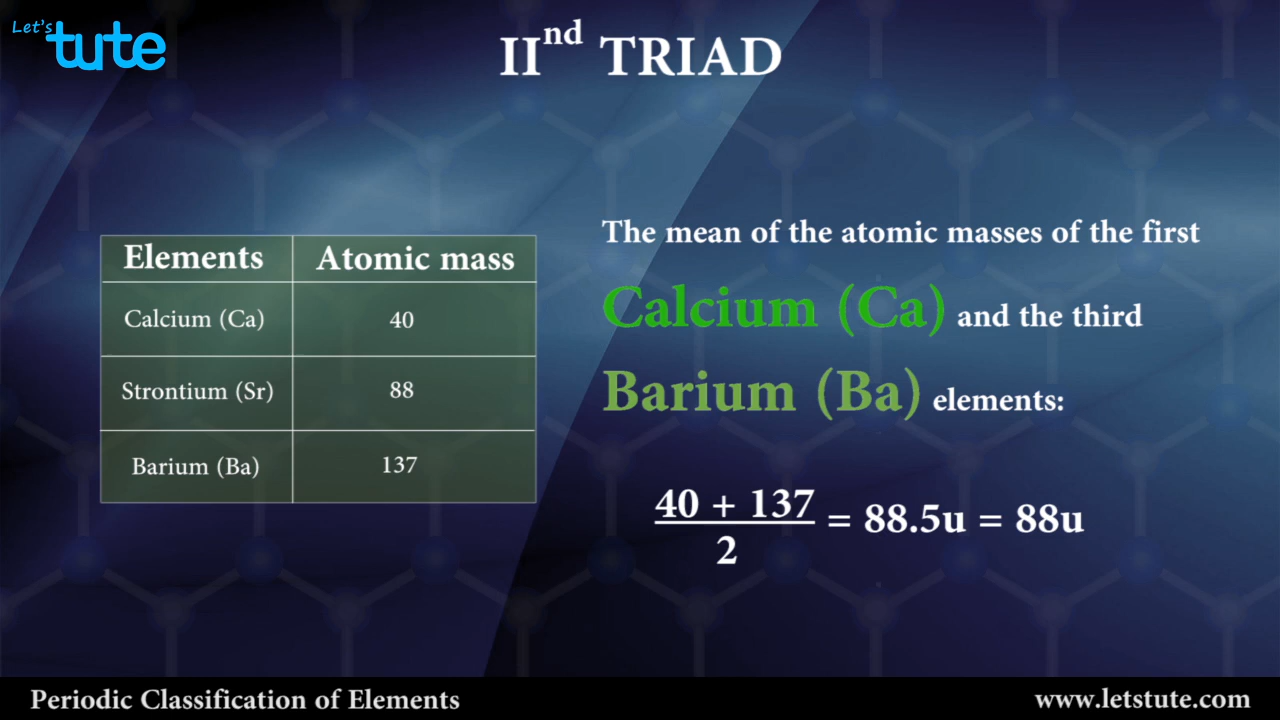 Let's
tute
IInd TRIAD
Elements Atomic mass
Calcium (Ca) 40
Strontium (Sr) 88
Barium (Ba) 137
The mean of the atomic masses of the first
Calcium (Ca) and the third
Barium (Ba) elements:
40 + 137
2
= 88.5u = 88u
Periodic Classification of Elements
www.letstute.com